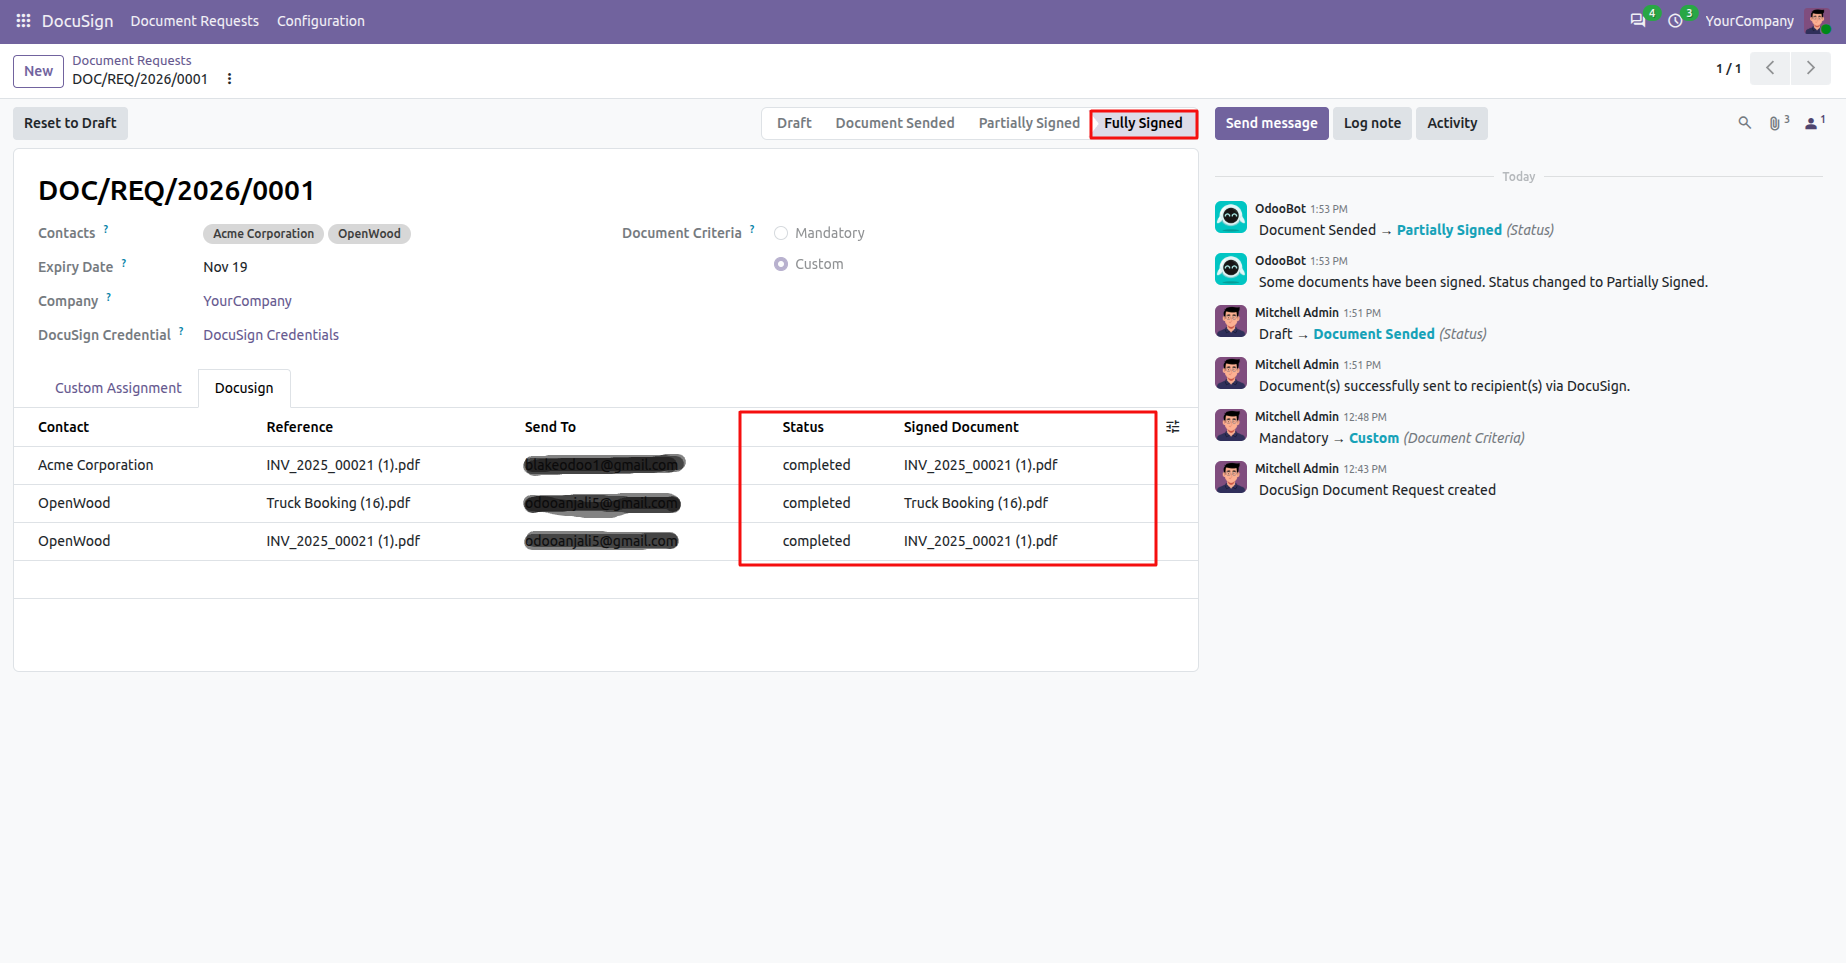 DocuSign Document Requests Configuration 4 3 YourCompany
New Document Requests
DOC/REQ/2026/0001
1 / 1
Reset to Draft
Draft Document Sended Partially Signed Fully Signed
Send message Log note Activity 3 1
DOC/REQ/2026/0001
Contacts ? Acme Corporation OpenWood
Document Criteria ? Mandatory
Custom
Expiry Date ? Nov 19
Company ? YourCompany
DocuSign Credential ? DocuSign Credentials
Custom Assignment Docusign
Contact Reference Send To Status Signed Document
Acme Corporation INV_2025_00021 (1).pdf completed INV_2025_00021 (1).pdf
OpenWood Truck Booking (16).pdf completed Truck Booking (16).pdf
OpenWood INV_2025_00021 (1).pdf completed INV_2025_00021 (1).pdf
Today
OdooBot 1:53 PM
Document Sended → Partially Signed (Status)
OdooBot 1:53 PM
Some documents have been signed. Status changed to Partially Signed.
Mitchell Admin 1:51 PM
Draft → Document Sended (Status)
Mitchell Admin 1:51 PM
Document(s) successfully sent to recipient(s) via DocuSign.
Mitchell Admin 12:48 PM
Mandatory → Custom (Document Criteria)
Mitchell Admin 12:43 PM
DocuSign Document Request created